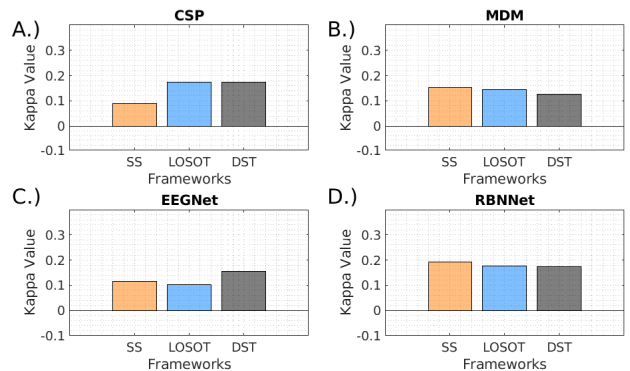 A.)
CSP
Kappa Value
0.3
0.2
0.1
0
-0.1
SS LOSOT DST
Frameworks
B.)
MDM
Kappa Value
0.3
0.2
0.1
0
-0.1
SS LOSOT DST
Frameworks
C.)
EEGNet
Kappa Value
0.3
0.2
0.1
0
-0.1
SS LOSOT DST
Frameworks
D.)
RBNNet
Kappa Value
0.3
0.2
0.1
0
-0.1
SS LOSOT DST
Frameworks